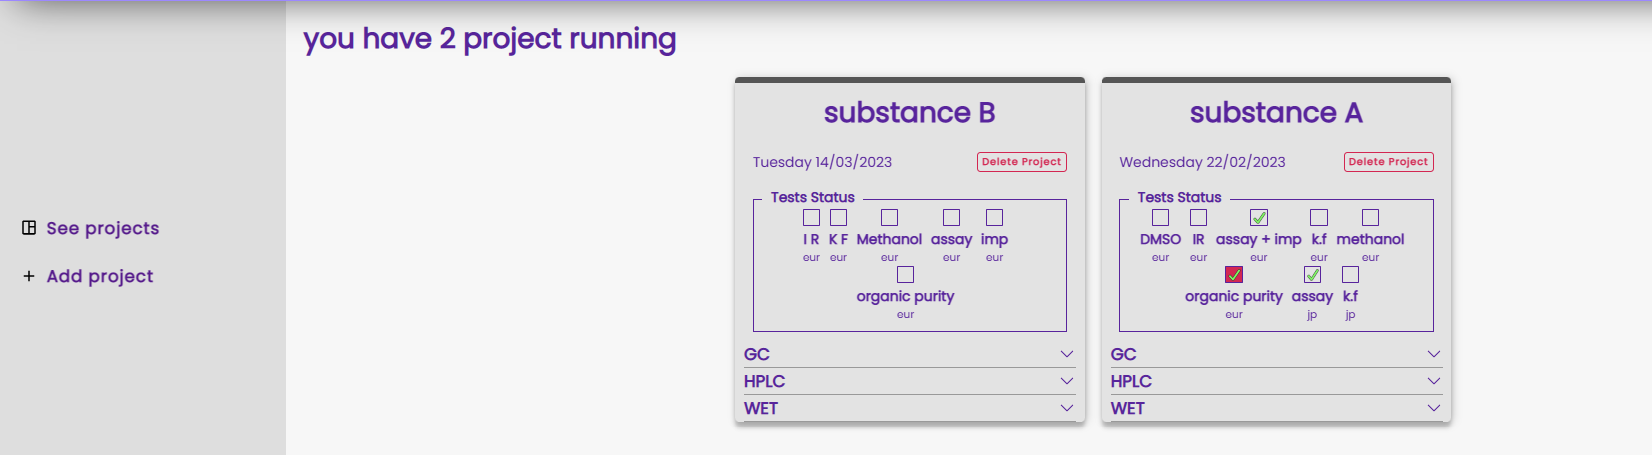 you have 2 project running
See projects
Add project
substance B
Tuesday 14/03/2023 Delete Project
Tests Status
I R K F Methanol assay imp
eur eur eur eur eur
organic purity
eur
GC
HPLC
WET
substance A
Wednesday 22/02/2023 Delete Project
Tests Status
DMSO IR assay + imp k.f methanol
eur eur eur eur eur
organic purity assay k.f
eur jp jp
GC
HPLC
WET